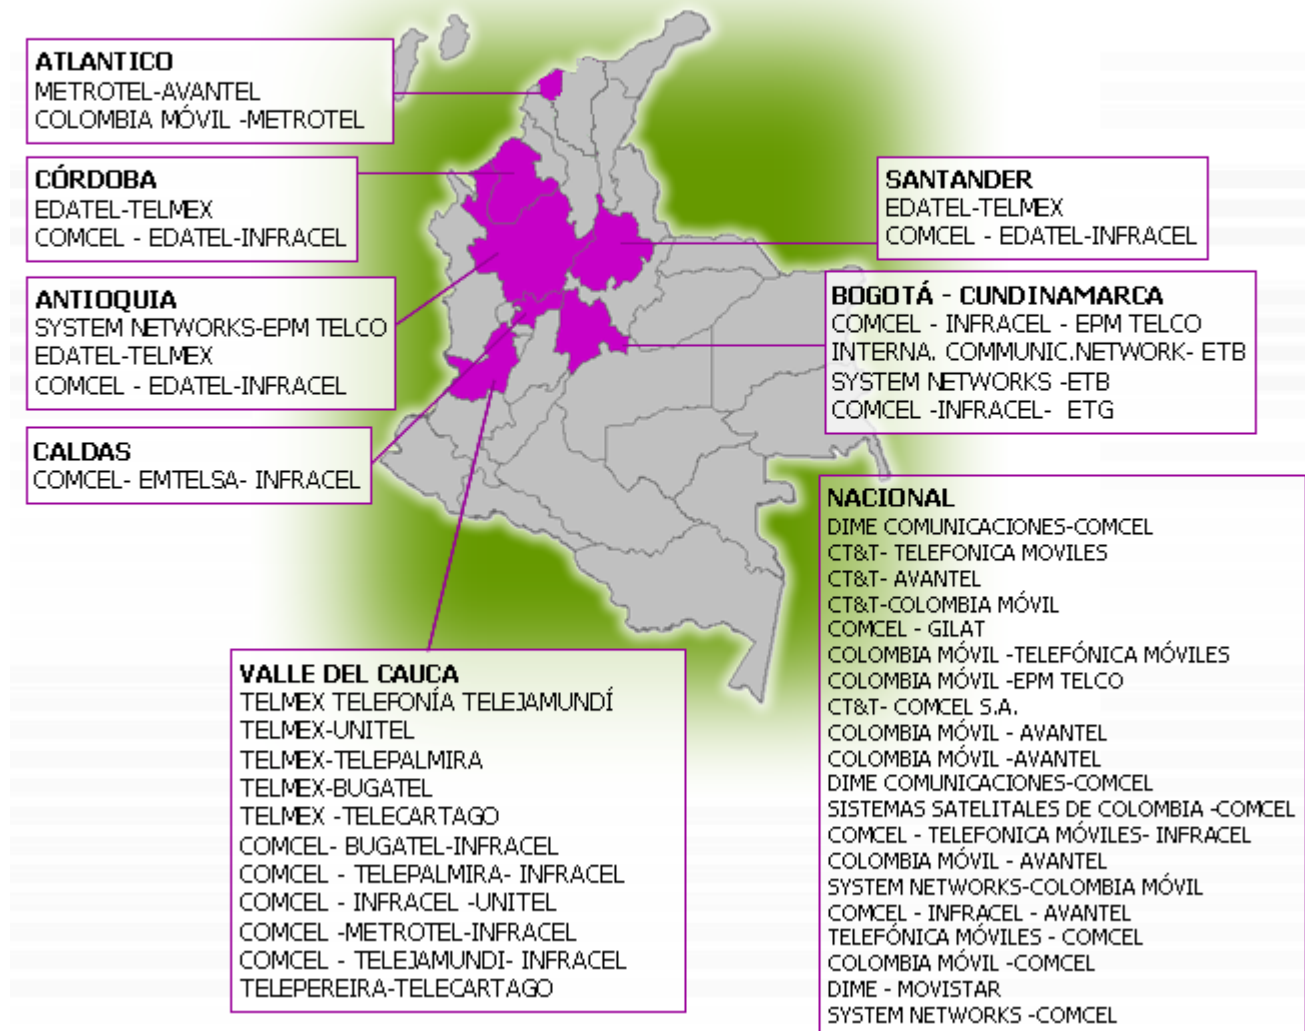 ATLANTICO
METROTEL-AVANTEL
COLOMBIA MÓVIL -METROTEL
CÓRDOBA
EDATEL-TELMEX
COMCEL - EDATEL-INFRACEL
ANTIOQUIA
SYSTEM NETWORKS-EPM TELCO
EDATEL-TELMEX
COMCEL - EDATEL-INFRACEL
CALDAS
COMCEL- EMTELSA- INFRACEL
SANTANDER
EDATEL-TELMEX
COMCEL - EDATEL-INFRACEL
BOGOTÁ - CUNDINAMARCA
COMCEL - INFRACEL - EPM TELCO
INTERNA. COMMUNIC.NETWORK- ETB
SYSTEM NETWORKS -ETB
COMCEL -INFRACEL- ETG
VALLE DEL CAUCA
TELMEX TELEFONÍA TELEJAMUNDÍ
TELMEX-UNITEL
TELMEX-TELEPALMIRA
TELMEX-BUGATEL
TELMEX -TELECARTAGO
COMCEL- BUGATEL-INFRACEL
COMCEL - TELEPALMIRA- INFRACEL
COMCEL - INFRACEL -UNITEL
COMCEL -METROTEL-INFRACEL
COMCEL - TELEJAMUNDI- INFRACEL
TELEPEREIRA-TELECARTAGO
NACIONAL
DIME COMUNICACIONES-COMCEL
CT&T- TELEFONICA MOVILES
CT&T- AVANTEL
CT&T-COLOMBIA MÓVIL
COMCEL - GILAT
COLOMBIA MÓVIL -TELEFÓNICA MÓVILES
COLOMBIA MÓVIL -EPM TELCO
CT&T- COMCEL S.A.
COLOMBIA MÓVIL - AVANTEL
COLOMBIA MÓVIL -AVANTEL
DIME COMUNICACIONES-COMCEL
SISTEMAS SATELITALES DE COLOMBIA -COMCEL
COMCEL - TELEFONICA MÓVILES- INFRACEL
COLOMBIA MÓVIL - AVANTEL
SYSTEM NETWORKS-COLOMBIA MÓVIL
COMCEL - INFRACEL - AVANTEL
TELEFÓNICA MÓVILES - COMCEL
COLOMBIA MÓVIL -COMCEL
DIME - MOVISTAR
SYSTEM NETWORKS -COMCEL